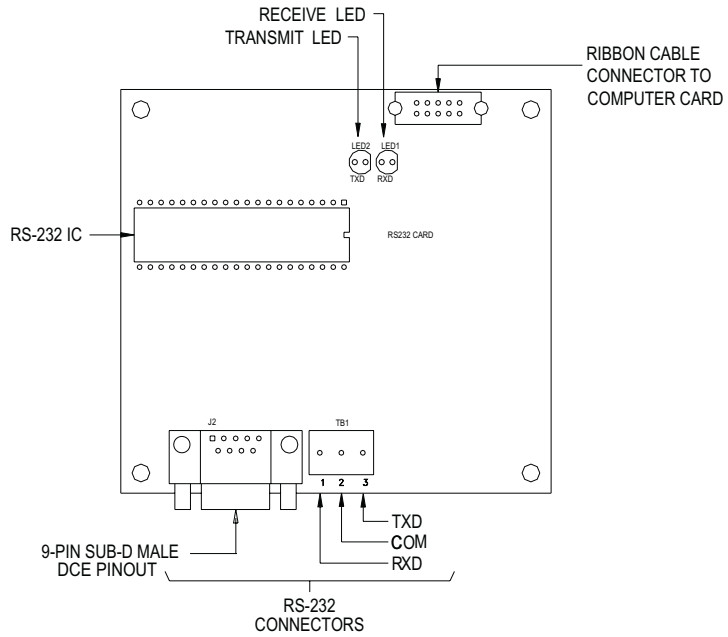 RECEIVE LED
TRANSMIT LED
RIBBON CABLE
CONNECTOR TO
COMPUTER CARD
LED2
LED1
TXD
RXD
RS-232 IC
RS232 CARD
J2
TB1
1 2 3
TXD
COM
RXD
9-PIN SUB-D MALE
DCE PINOUT
RS-232
CONNECTORS